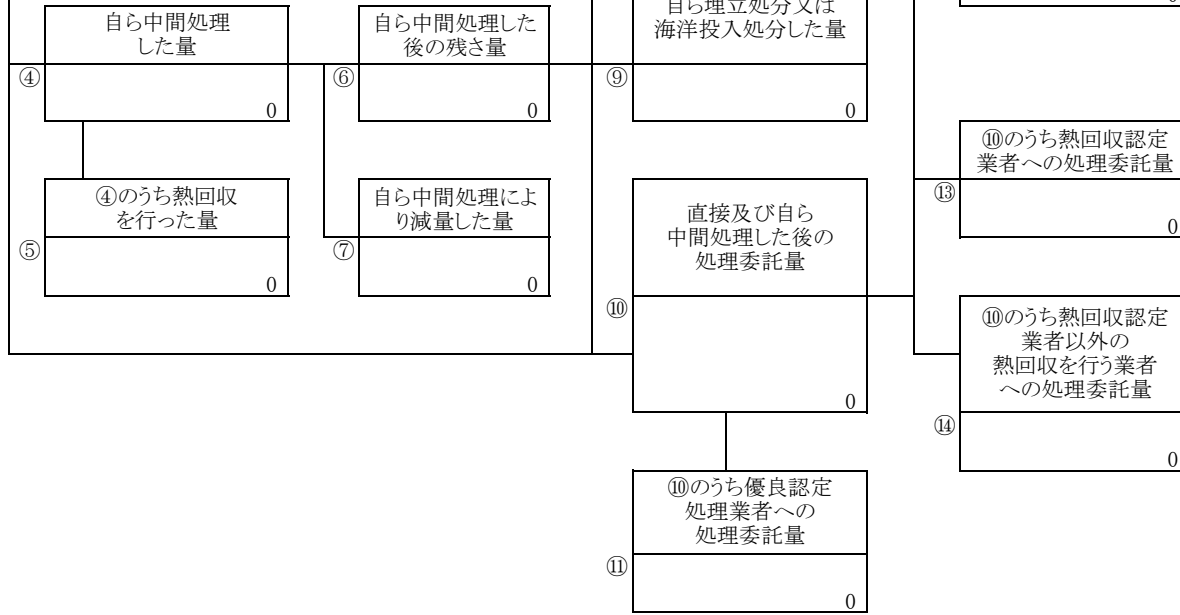 自ら中間処理
した量
④
0
④のうち熱回収
を行った量
⑤
0
自ら中間処理した
後の残さ量
⑥
0
自ら中間処理によ
り減量した量
⑦
0
自ら埋立処分又は
海洋投入処分した量
⑨
0
直接及び自ら
中間処理した後の
処理委託量
⑩
0
⑩のうち優良認定
処理業者への
処理委託量
⑪
0
⑩のうち熱回収認定
業者への処理委託量
⑬
0
⑩のうち熱回収認定
業者以外の
熱回収を行う業者
への処理委託量
⑭
0